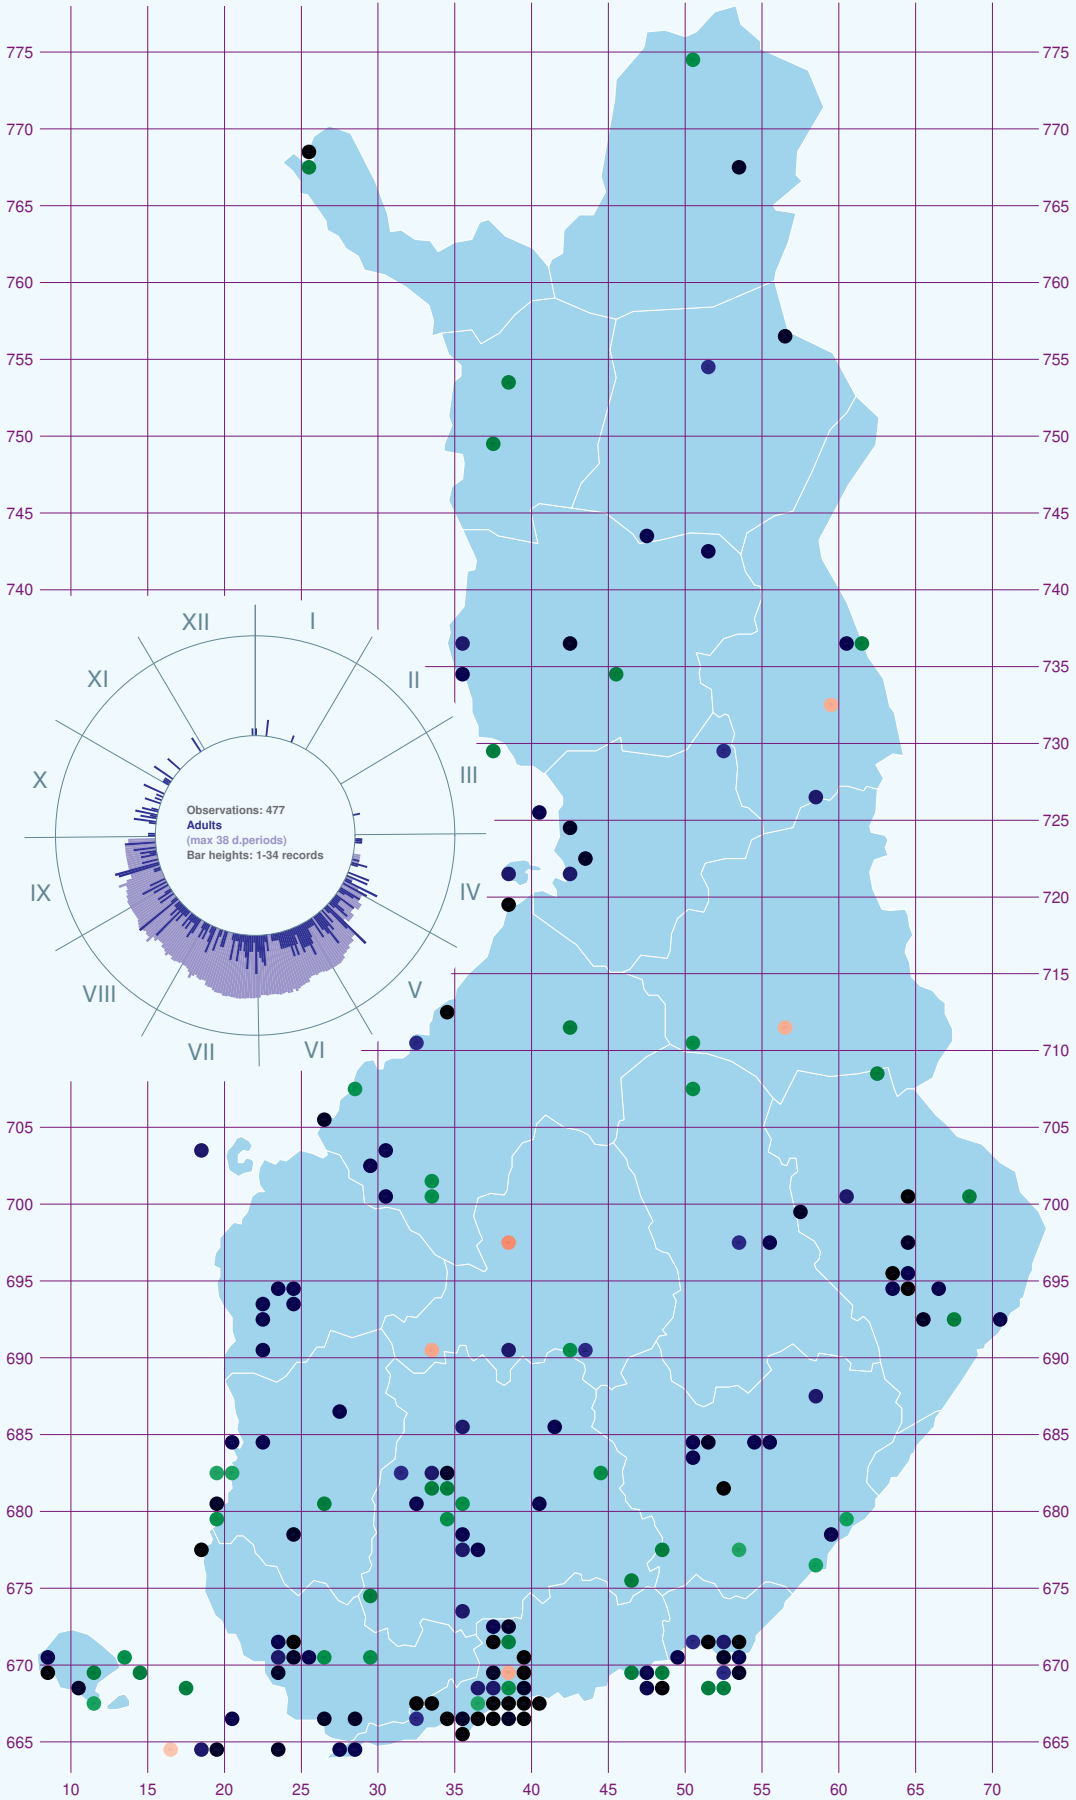 775 775
770 770
765 765
760 760
755 755
750 750
745 745
740 740
XII I
XI II
735 735
730 730
X III
Observations: 477
Adults
(max 38 d.periods)
Bar heights: 1-34 records
725
IX IV
720
VIII V
715
VII VI
710
705 705
700 700
695 695
690 690
685 685
680 680
675 675
670 670
665 665
10 15 20 25 30 35 40 45 50 55 60 65 70